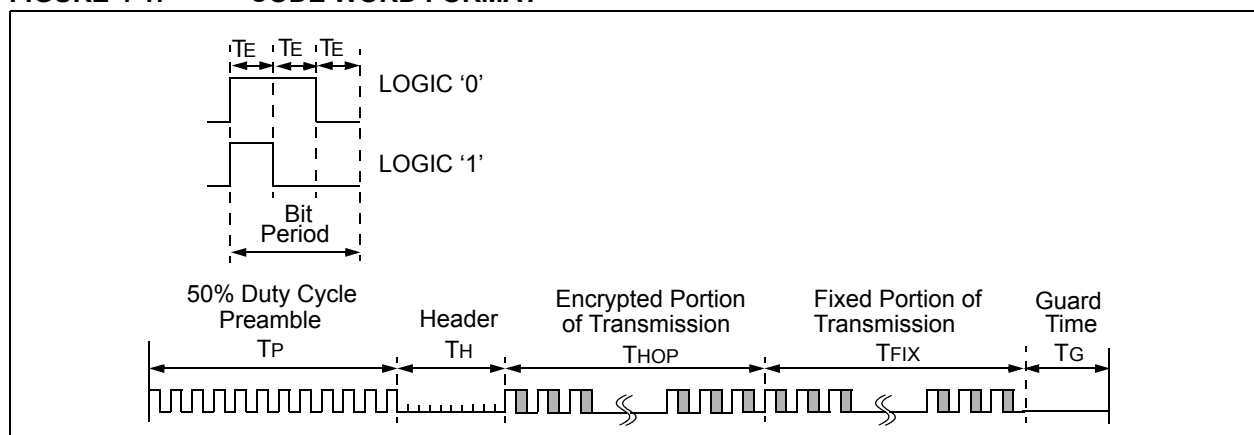 TE TE TE
LOGIC ‘0’
LOGIC ‘1’
Bit
Period
50% Duty Cycle
Preamble
TP
Header
TH
Encrypted Portion
of Transmission
THOP
Fixed Portion of
Transmission
TFIX
Guard
Time
TG